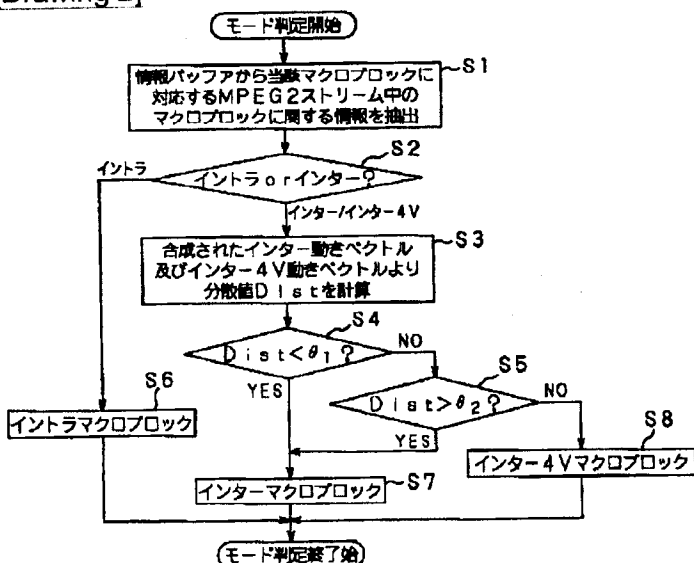 モード判定開始
情報バッファから当該マクロブロックに
対応するMPEG2ストリーム中の
マクロブロックに関する情報を抽出
S1
S2
イントラorインター?
イントラ
インター/インター4V
合成されたインター動きベクトル
及びインター4V動きベクトルより
分散値Distを計算
S3
S4
Dist<θ1?
NO
YES
S5
Dist>θ2?
NO
YES
S6
イントラマクロブロック
S8
インター4Vマクロブロック
インターマクロブロック
S7
モード判定終了始